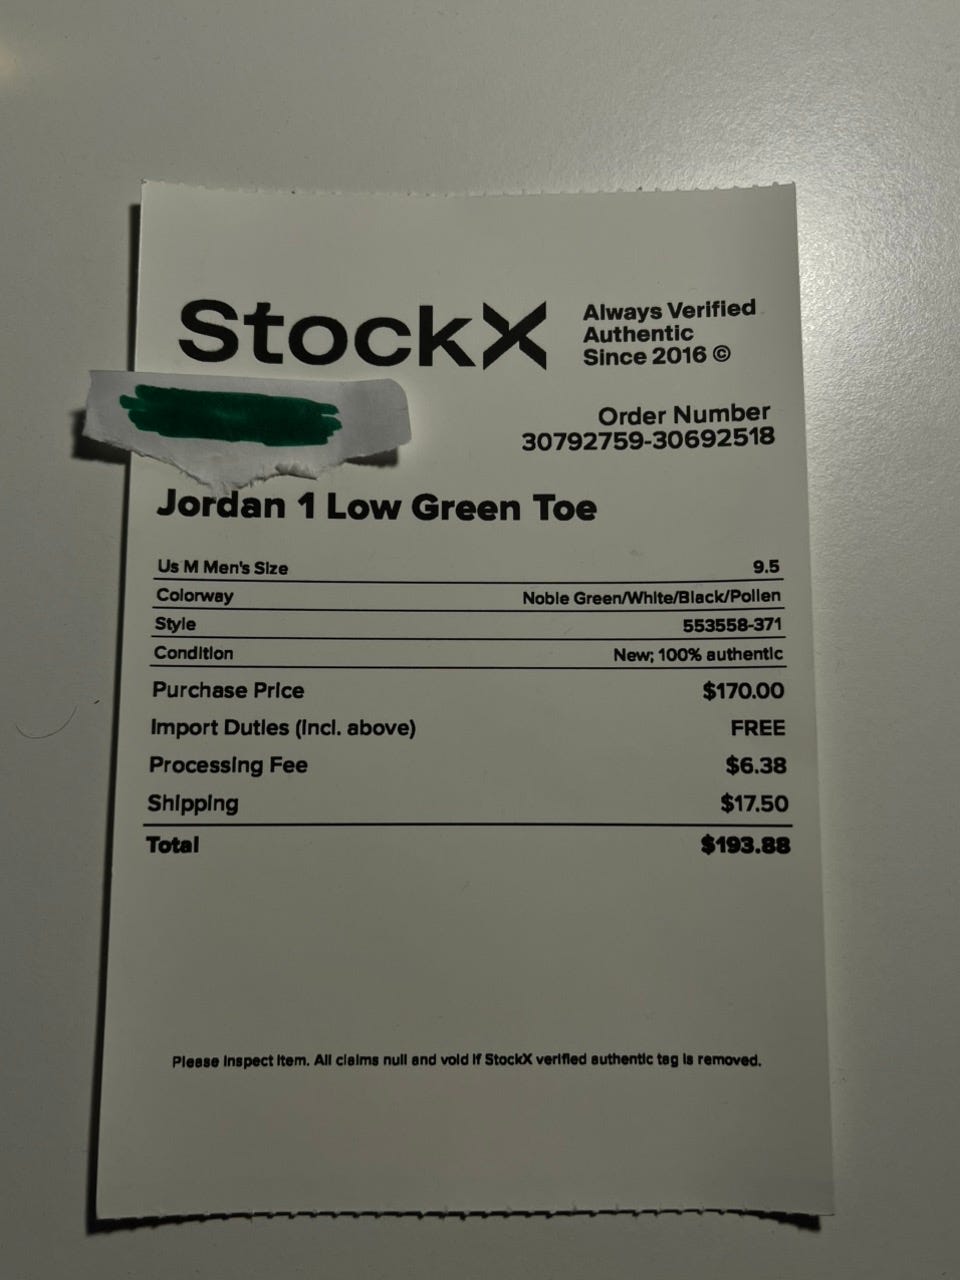 StockX
Always Verified
Authentic
Since 2016 ©
Order Number
30792759-30692518
Jordan 1 Low Green Toe
Us M Men's Size 9.5
Colorway Noble Green/White/Black/Pollen
Style 553558-371
Condition New; 100% authentic
Purchase Price $170.00
Import Duties (Incl. above) FREE
Processing Fee $6.38
Shipping $17.50
Total $193.88
Please inspect item. All claims null and void if StockX verified authentic tag is removed.